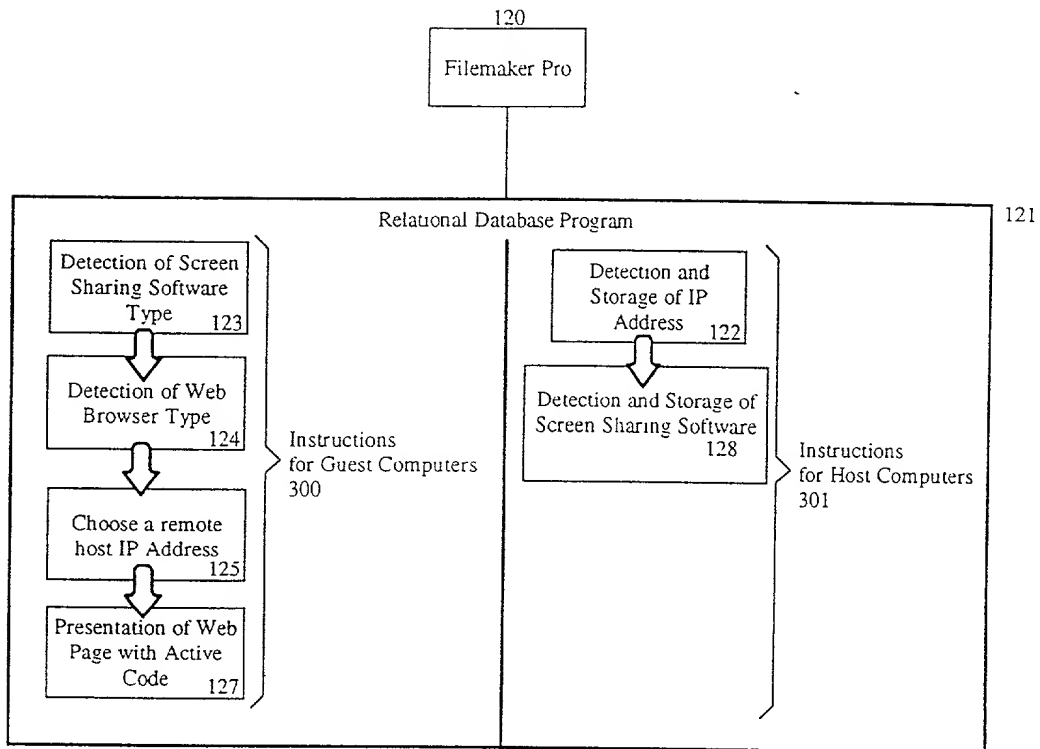 120
Filemaker Pro
121
Relational Database Program
Detection of Screen
Sharing Software
Type
123
Detection of Web
Browser Type
124
Choose a remote
host IP Address
125
Presentation of Web
Page with Active
Code
127
Instructions
for Guest Computers
300
Detection and
Storage of IP
Address
122
Detection and Storage of
Screen Sharing Software
128
Instructions
for Host Computers
301